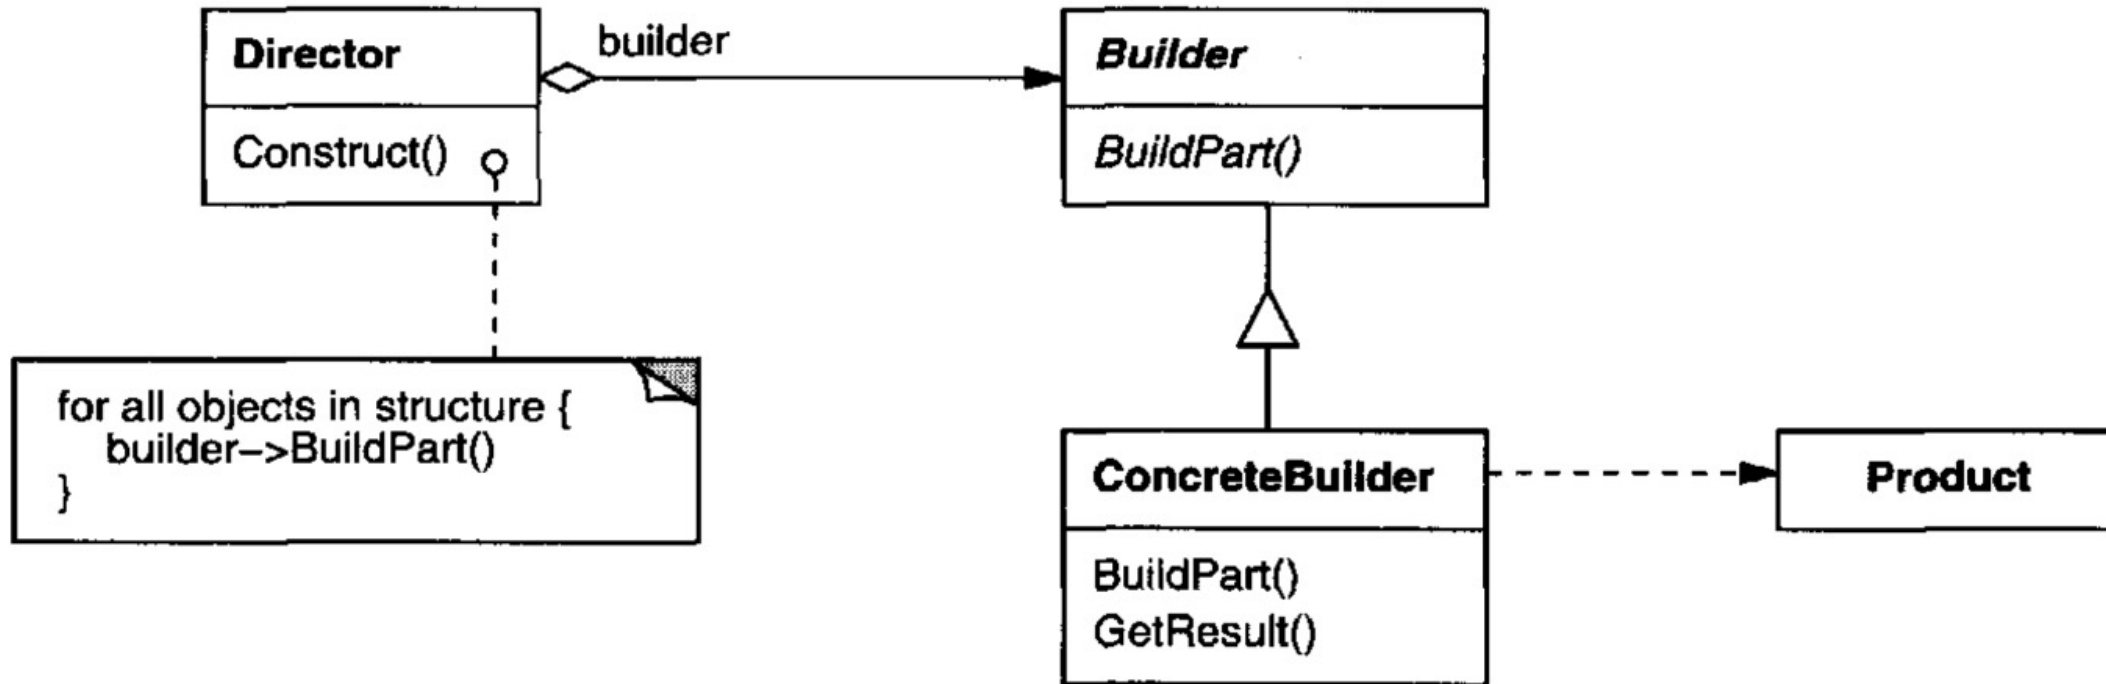 Director
builder
Builder
Construct()
BuildPart()
for all objects in structure {
builder–>BuildPart()
}
ConcreteBuilder
Product
BuildPart()
GetResult()